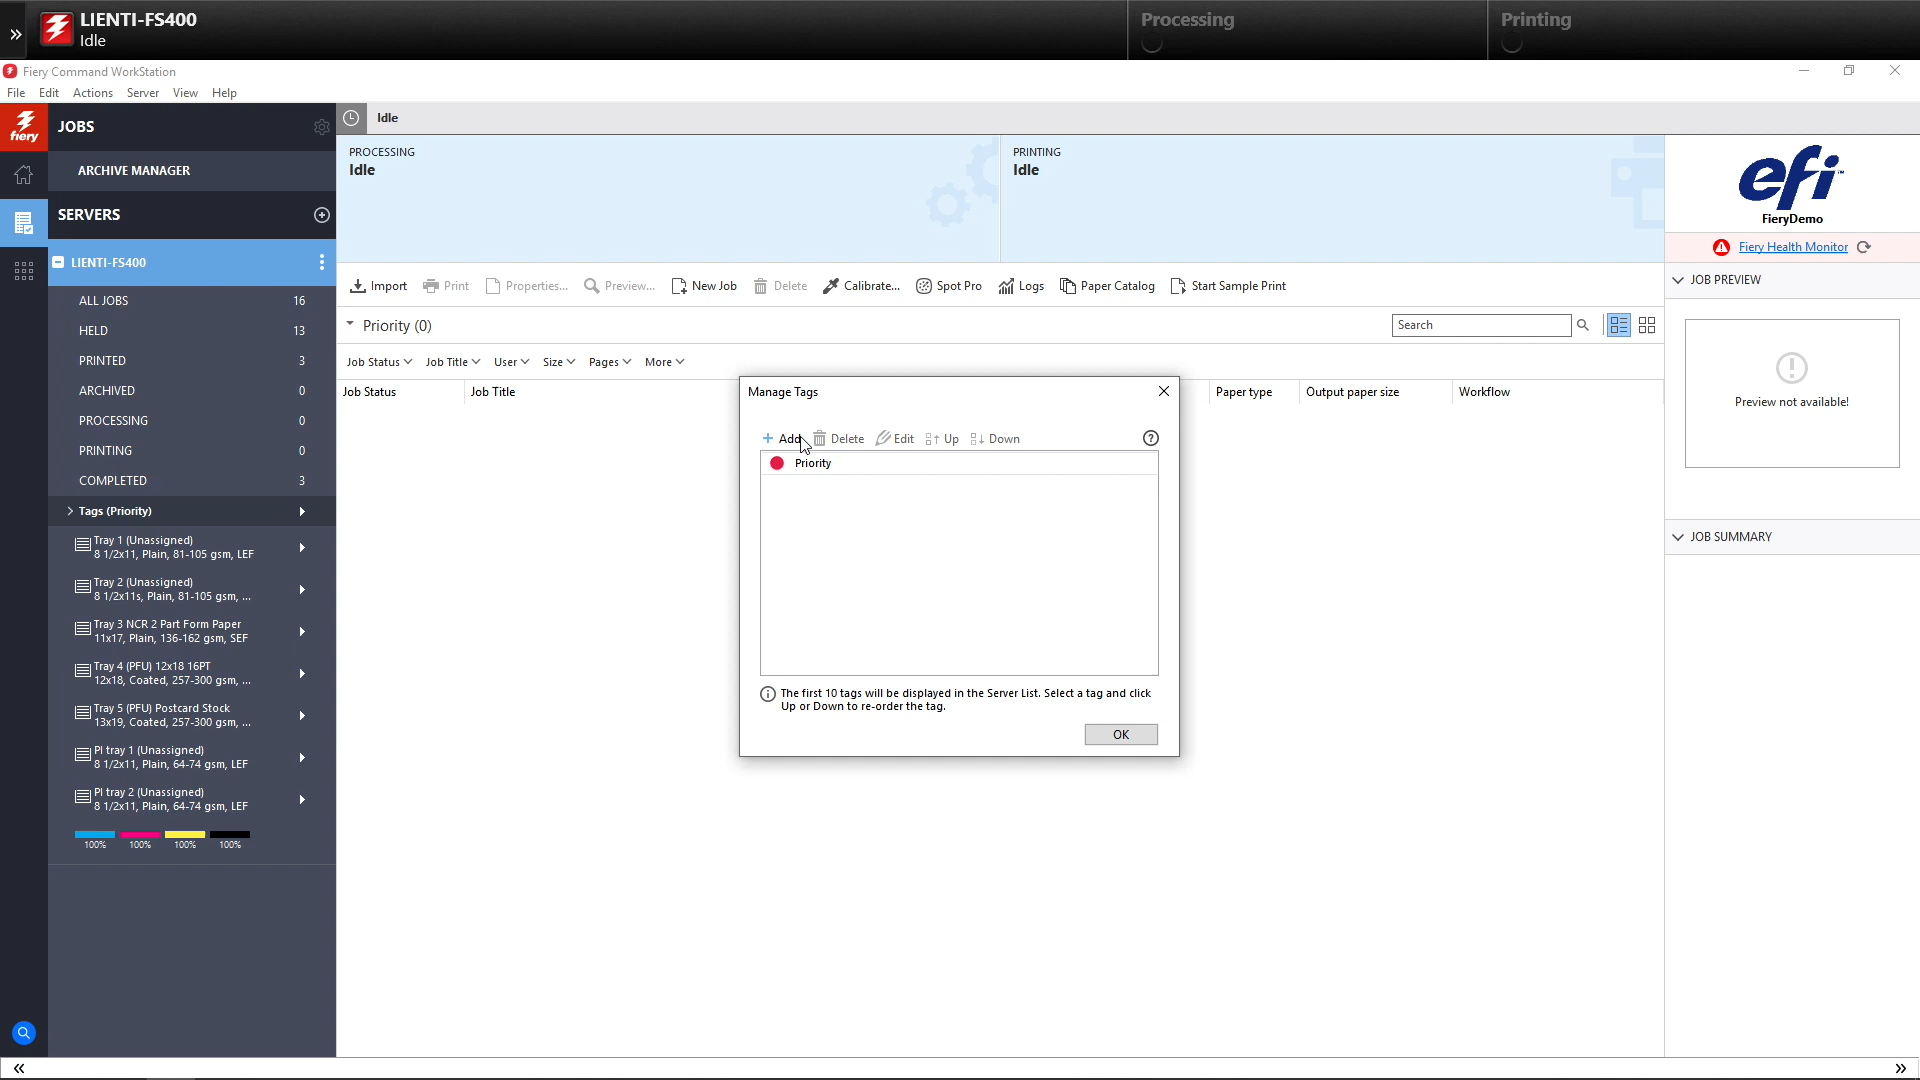 LIENTI-FS400
Idle
Processing
Printing
Fiery Command WorkStation
File Edit Actions Server View Help
fiery
JOBS
Idle
ARCHIVE MANAGER
PROCESSING
Idle
PRINTING
Idle
efi
FieryDemo
SERVERS
Fiery Health Monitor
LIENTI-FS400
Import Print Properties... Preview... New Job Delete Calibrate... Spot Pro Logs Paper Catalog Start Sample Print
JOB PREVIEW
ALL JOBS 16
HELD 13
PRINTED 3
ARCHIVED 0
PROCESSING 0
PRINTING 0
COMPLETED 3
Tags (Priority)
Tray 1 (Unassigned)
8 1/2x11, Plain, 81-105 gsm, LEF
Tray 2 (Unassigned)
8 1/2x11s, Plain, 81-105 gsm, ...
Tray 3 NCR 2 Part Form Paper
11x17, Plain, 136-162 gsm, SEF
Tray 4 (PFU) 12x18 16PT
12x18, Coated, 257-300 gsm, ...
Tray 5 (PFU) Postcard Stock
13x19, Coated, 257-300 gsm, ...
PI tray 1 (Unassigned)
8 1/2x11, Plain, 64-74 gsm, LEF
PI tray 2 (Unassigned)
8 1/2x11, Plain, 64-74 gsm, LEF
100% 100% 100% 100%
Priority (0)
Search
Job Status Job Title User Size Pages More
Job Status Job Title Paper type Output paper size Workflow
Manage Tags
Add Delete Edit Up Down
Priority
The first 10 tags will be displayed in the Server List. Select a tag and click
Up or Down to re-order the tag.
OK
Preview not available!
JOB SUMMARY